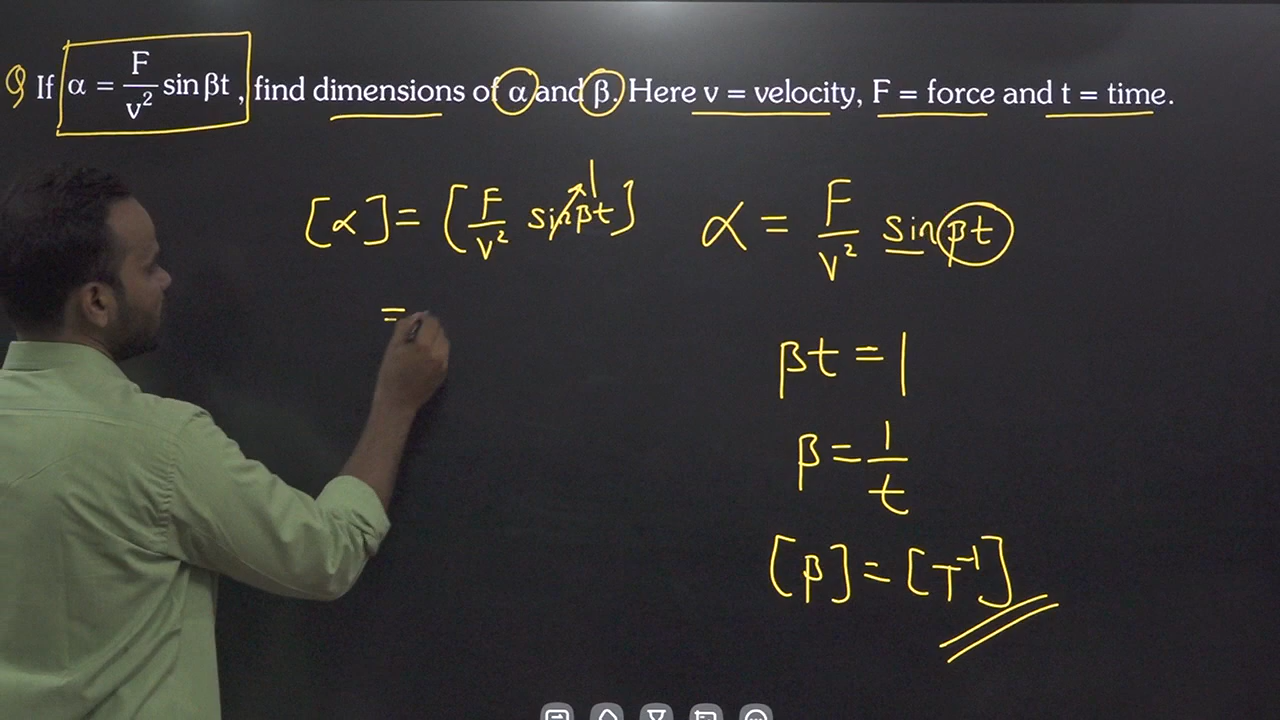 Q If α = F/v² sin βt, find dimensions of α and β. Here v = velocity, F = force and t = time.
[α] = [F/v² sin βt] 1
=
α = F/v² sin βt
βt = 1
β = 1/t
[β] = [T⁻¹]